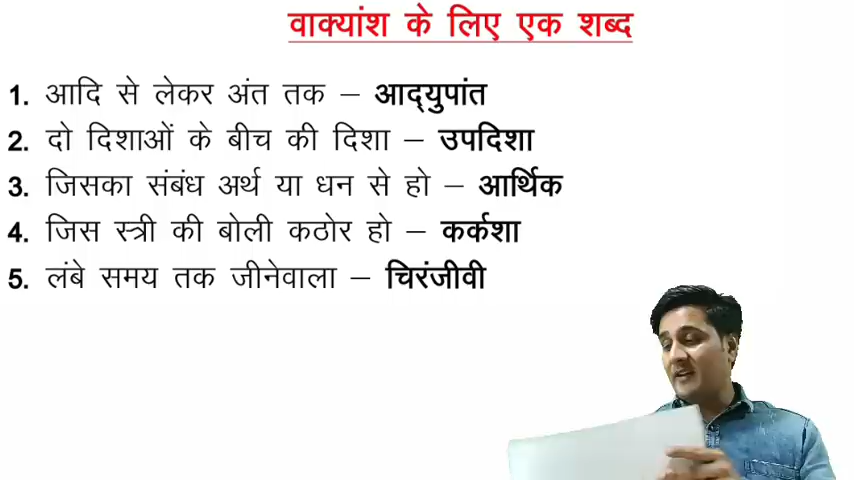 वाक्यांश के लिए एक शब्द
1. आदि से लेकर अंत तक – आद्‌युपांत
2. दो दिशाओं के बीच की दिशा – उपदिशा
3. जिसका संबंध अर्थ या धन से हो – आर्थिक
4. जिस स्त्री की बोली कठोर हो – कर्कशा
5. लंबे समय तक जीनेवाला – चिरंजीवी